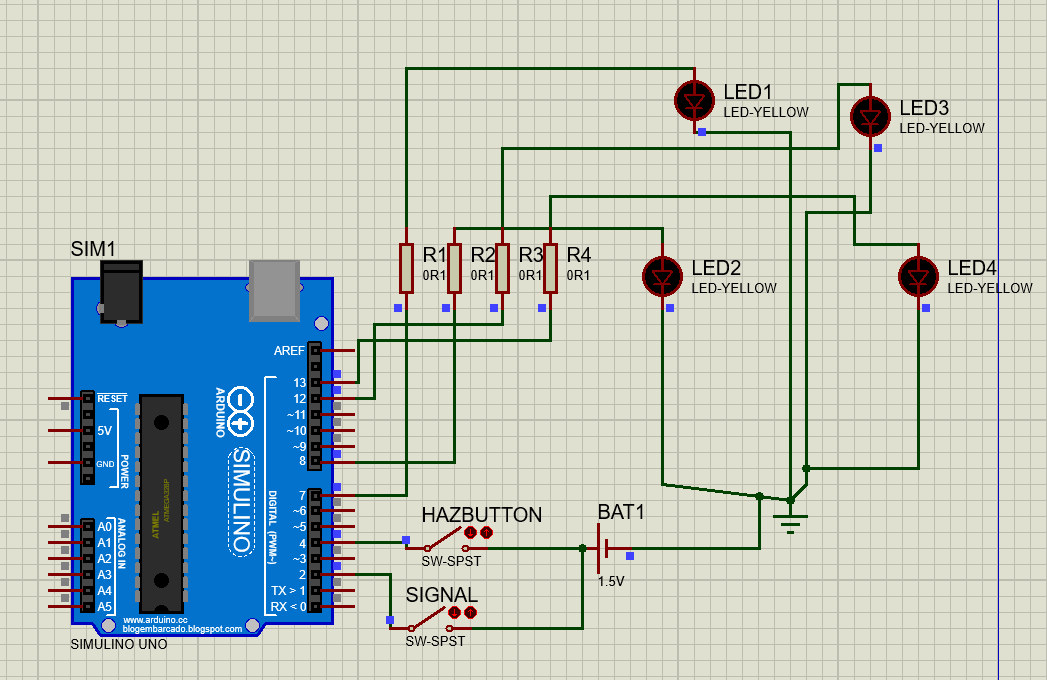 LED1
LED-YELLOW
LED3
LED-YELLOW
SIM1
R1
0R1
R2
0R1
R3
0R1
R4
0R1
LED2
LED-YELLOW
LED4
LED-YELLOW
AREF
13
12
~11
~10
~9
8
7
~6
~5
4
~3
2
TX > 1
RX < 0
RESET
5V
GND
POWER
A0
A1
A2
A3
A4
A5
ANALOG IN
ATMEL
ATMEGA328P
ARDUINO
SIMULINO
DIGITAL (PWM~)
www.arduino.cc
blogembarcado.blogspot.com
SIMULINO UNO
HAZBUTTON
SW-SPST
SIGNAL
SW-SPST
BAT1
1.5V